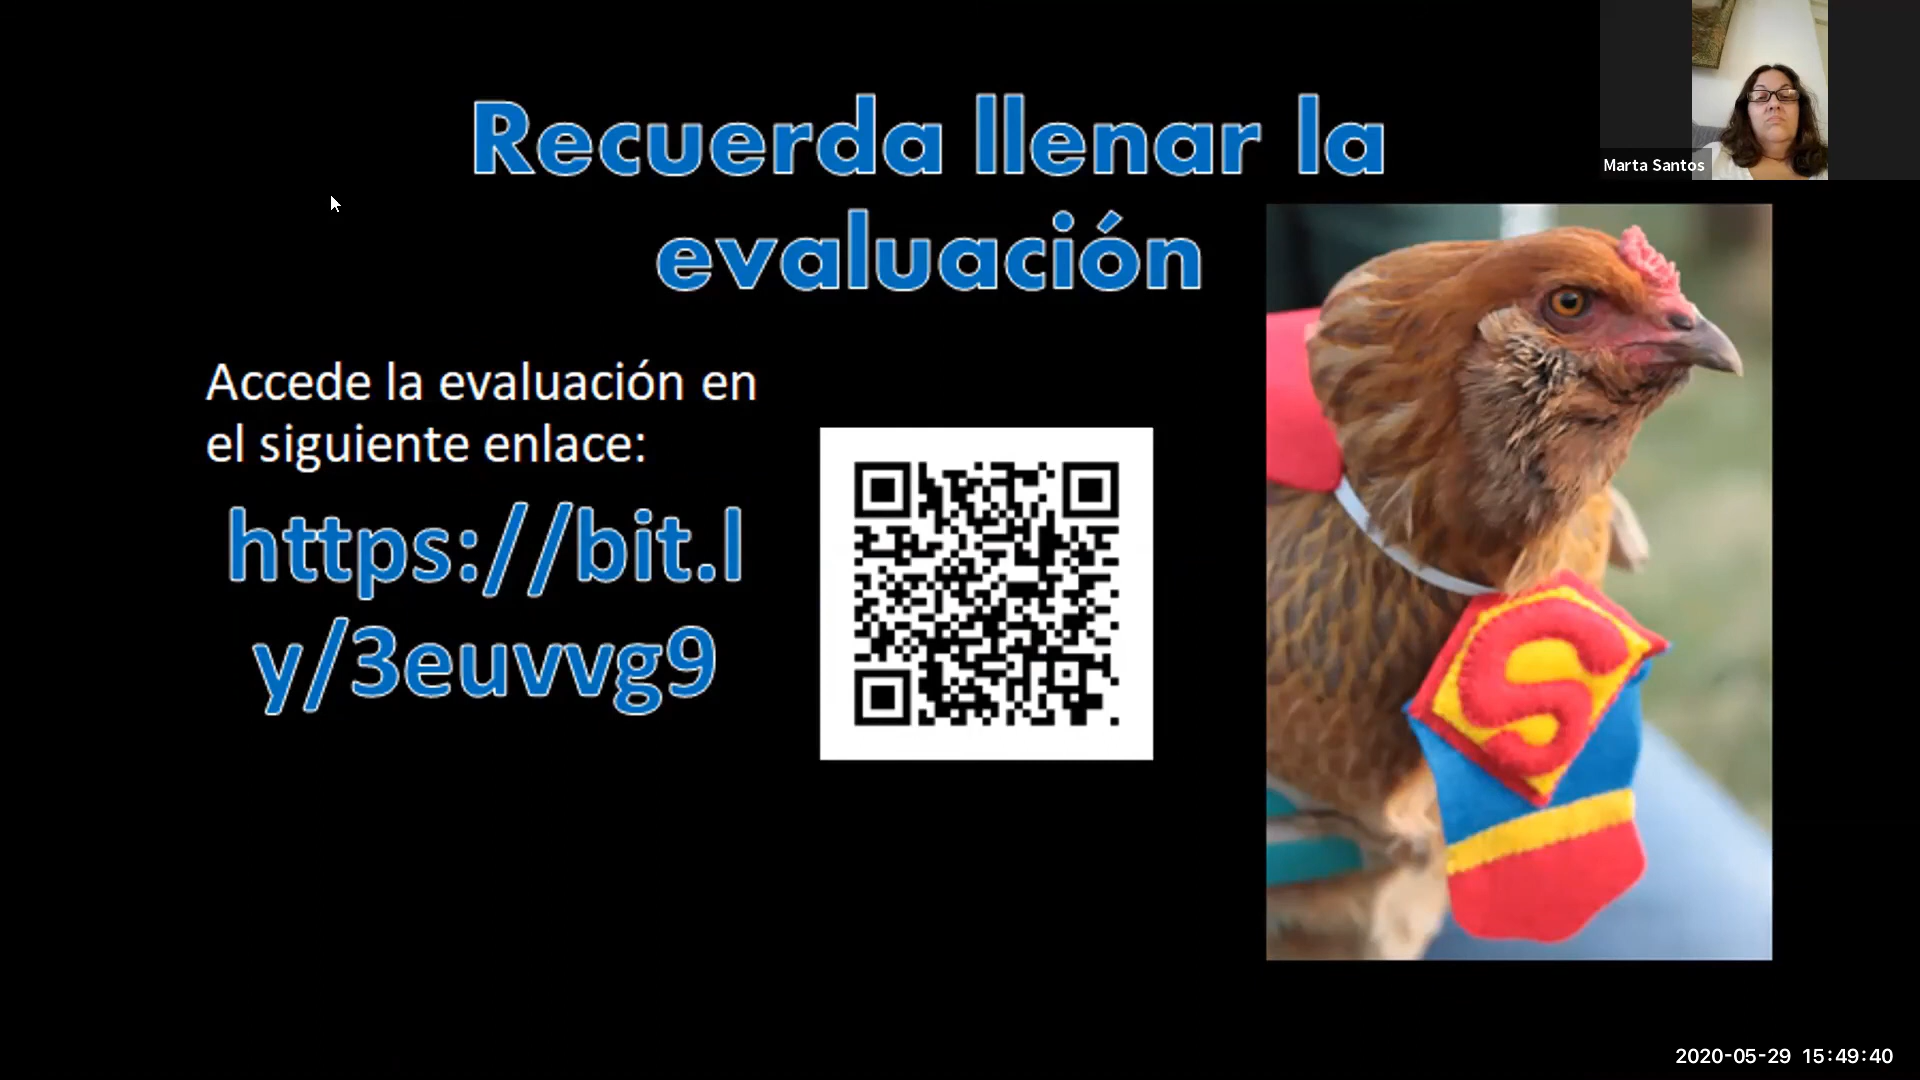 Recuerda llenar la
evaluación
Marta Santos
Accede la evaluación en
el siguiente enlace:
https://bit.l
y/3euvvg9
S
2020-05-29 15:49:40